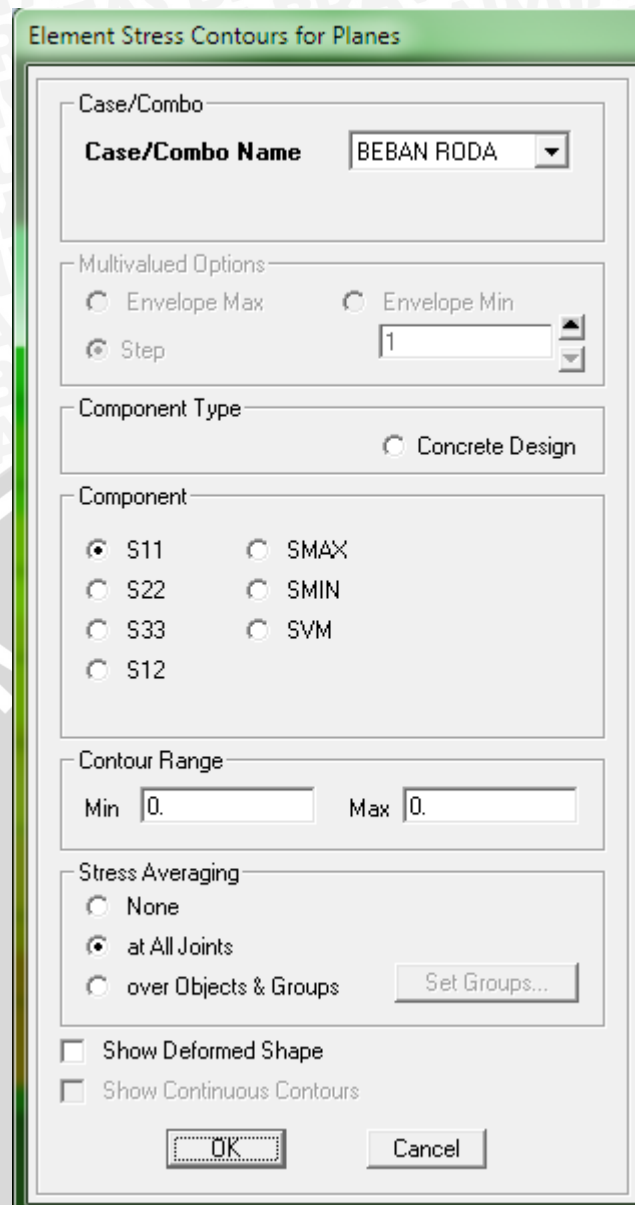 Element Stress Contours for Planes
Case/Combo
Case/Combo Name BEBAN RODA
Multivalued Options
Envelope Max Envelope Min
Step 1
Component Type
Concrete Design
Component
S11 SMAX
S22 SMIN
S33 SVM
S12
Contour Range
Min 0. Max 0.
Stress Averaging
None
at All Joints
over Objects & Groups Set Groups...
Show Deformed Shape
Show Continuous Contours
OK Cancel